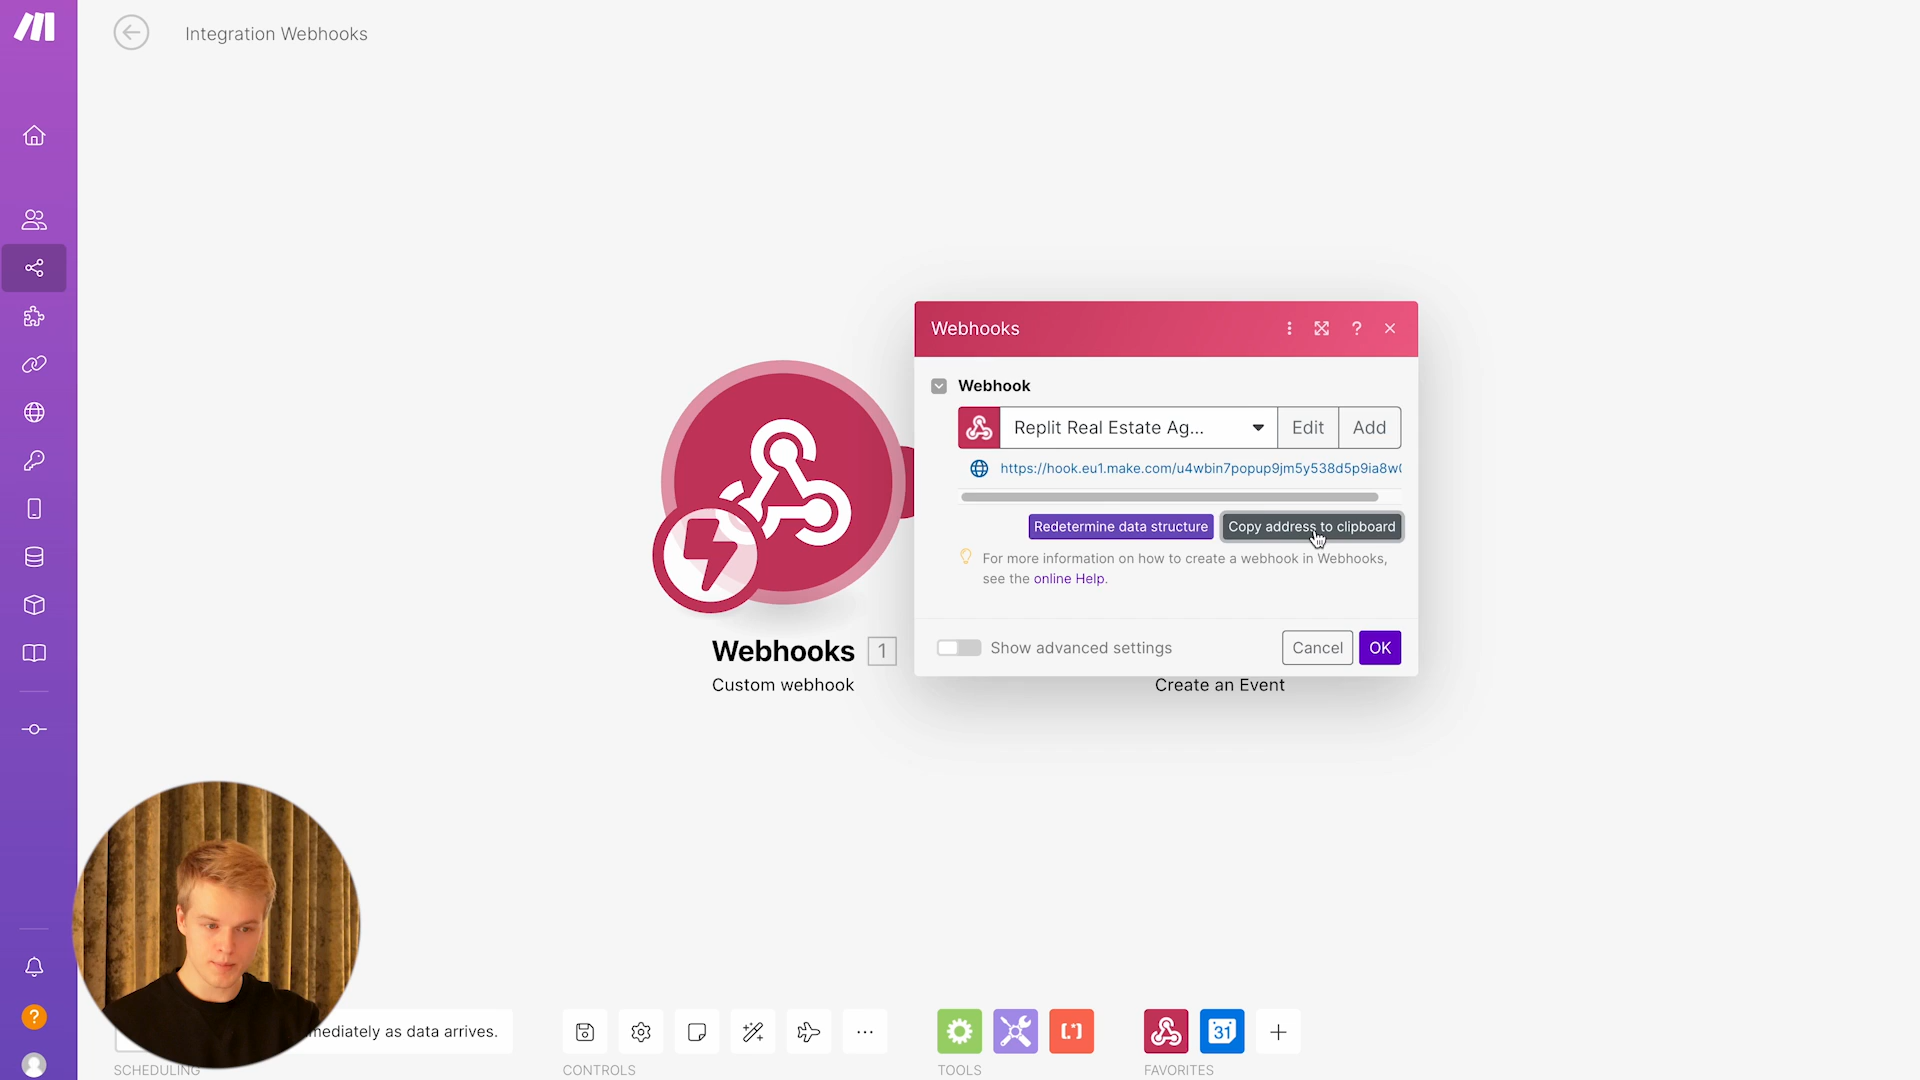 Integration Webhooks
Webhooks
?
Webhook
Replit Real Estate Ag...
Edit
Add
https://hook.eu1.make.com/u4wbin7popup9jm5y538d5p9ia8w
Redetermine data structure
Copy address to clipboard
For more information on how to create a webhook in Webhooks,
see the online Help.
Show advanced settings
Cancel
OK
Webhooks
1
Custom webhook
Create an Event
?
mediately as data arrives.
[.*]
31
SCHEDULING
CONTROLS
TOOLS
FAVORITES